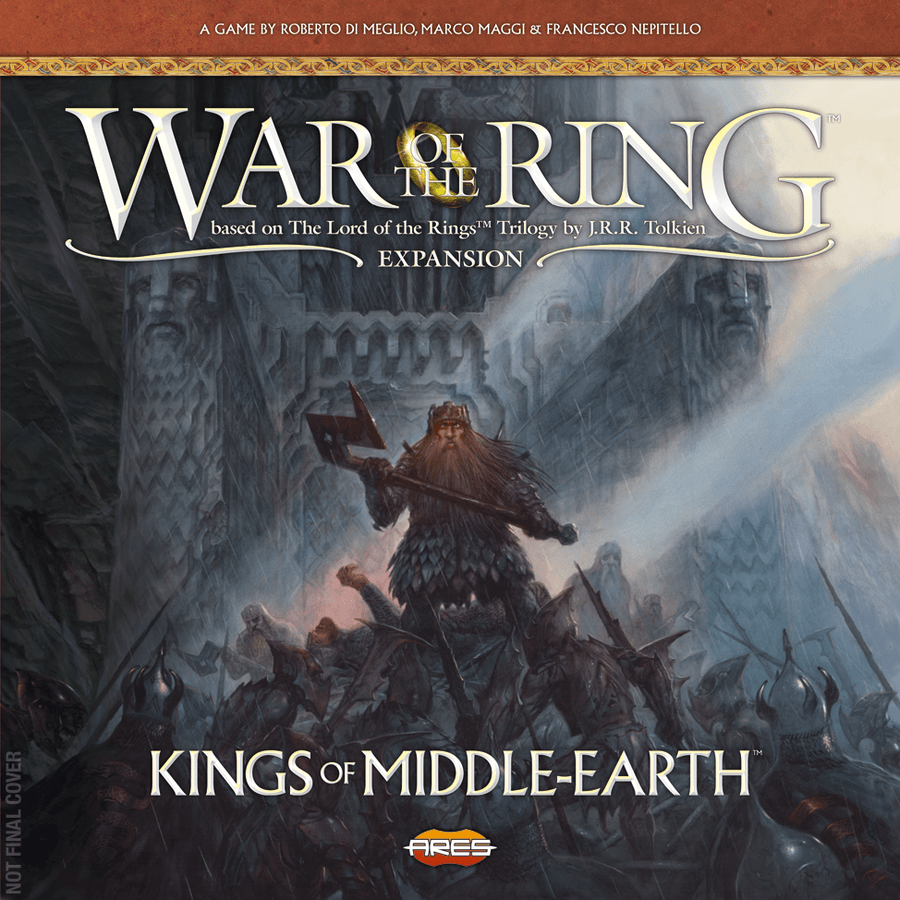 A GAME BY ROBERTO DI MEGLIO, MARCO MAGGI & FRANCESCO NEPITELLO
WAR OF THE RING™
based on The Lord of the Rings™ Trilogy by J.R.R. Tolkien
EXPANSION
KINGS OF MIDDLE-EARTH™
ARES
NOT FINAL COVER